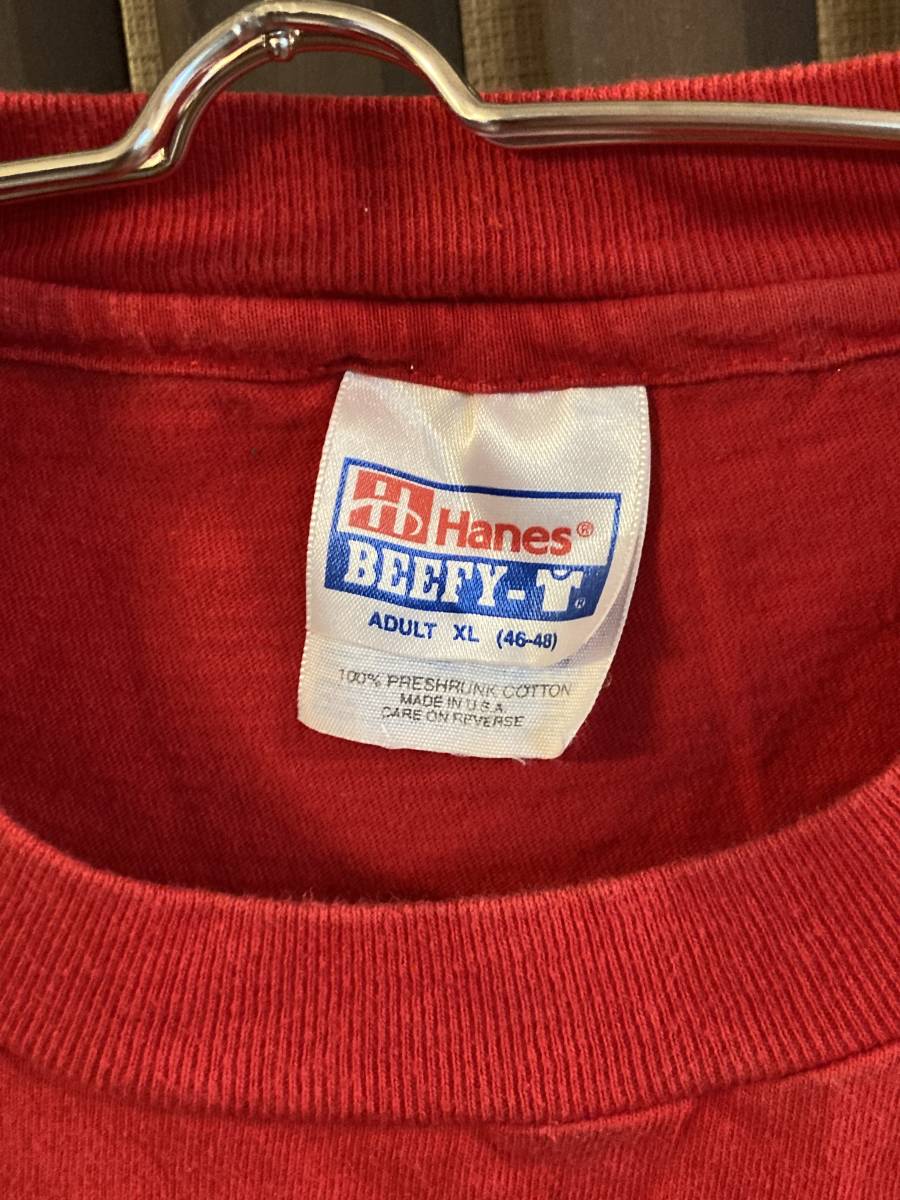 Hanes®
BEEFY-T®
ADULT XL (46-48)
100% PRESHRUNK COTTON
MADE IN U.S.A.
CARE ON REVERSE